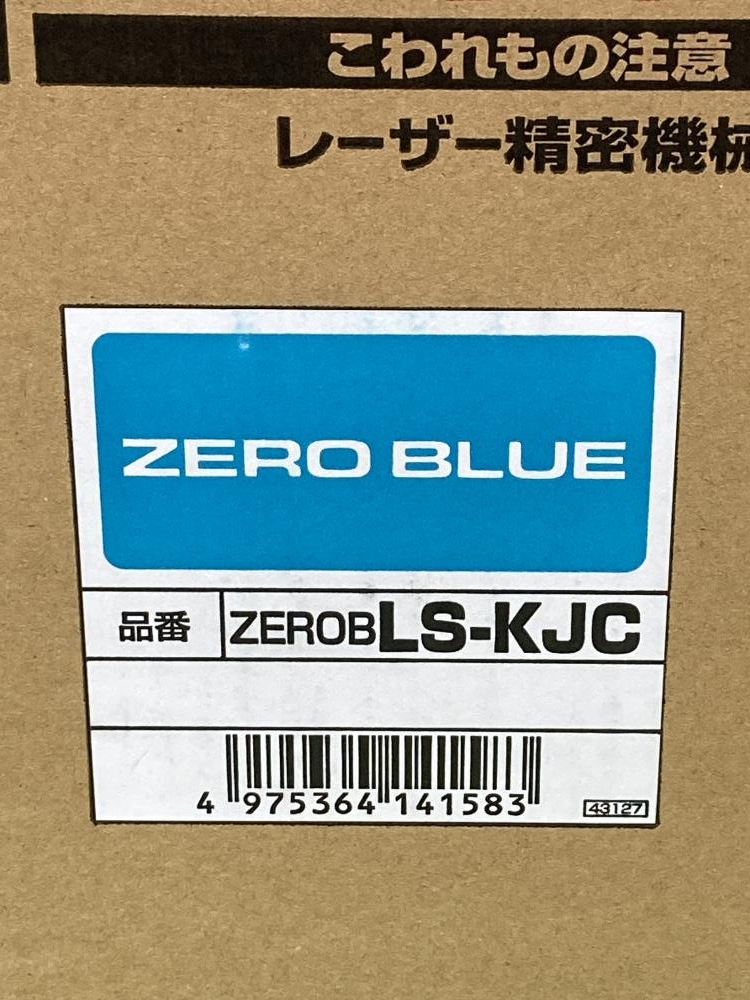 こわれもの注意
レーザー精密機械
ZERO BLUE
品番 ZEROBLS-KJC
4 975364 141583
43127